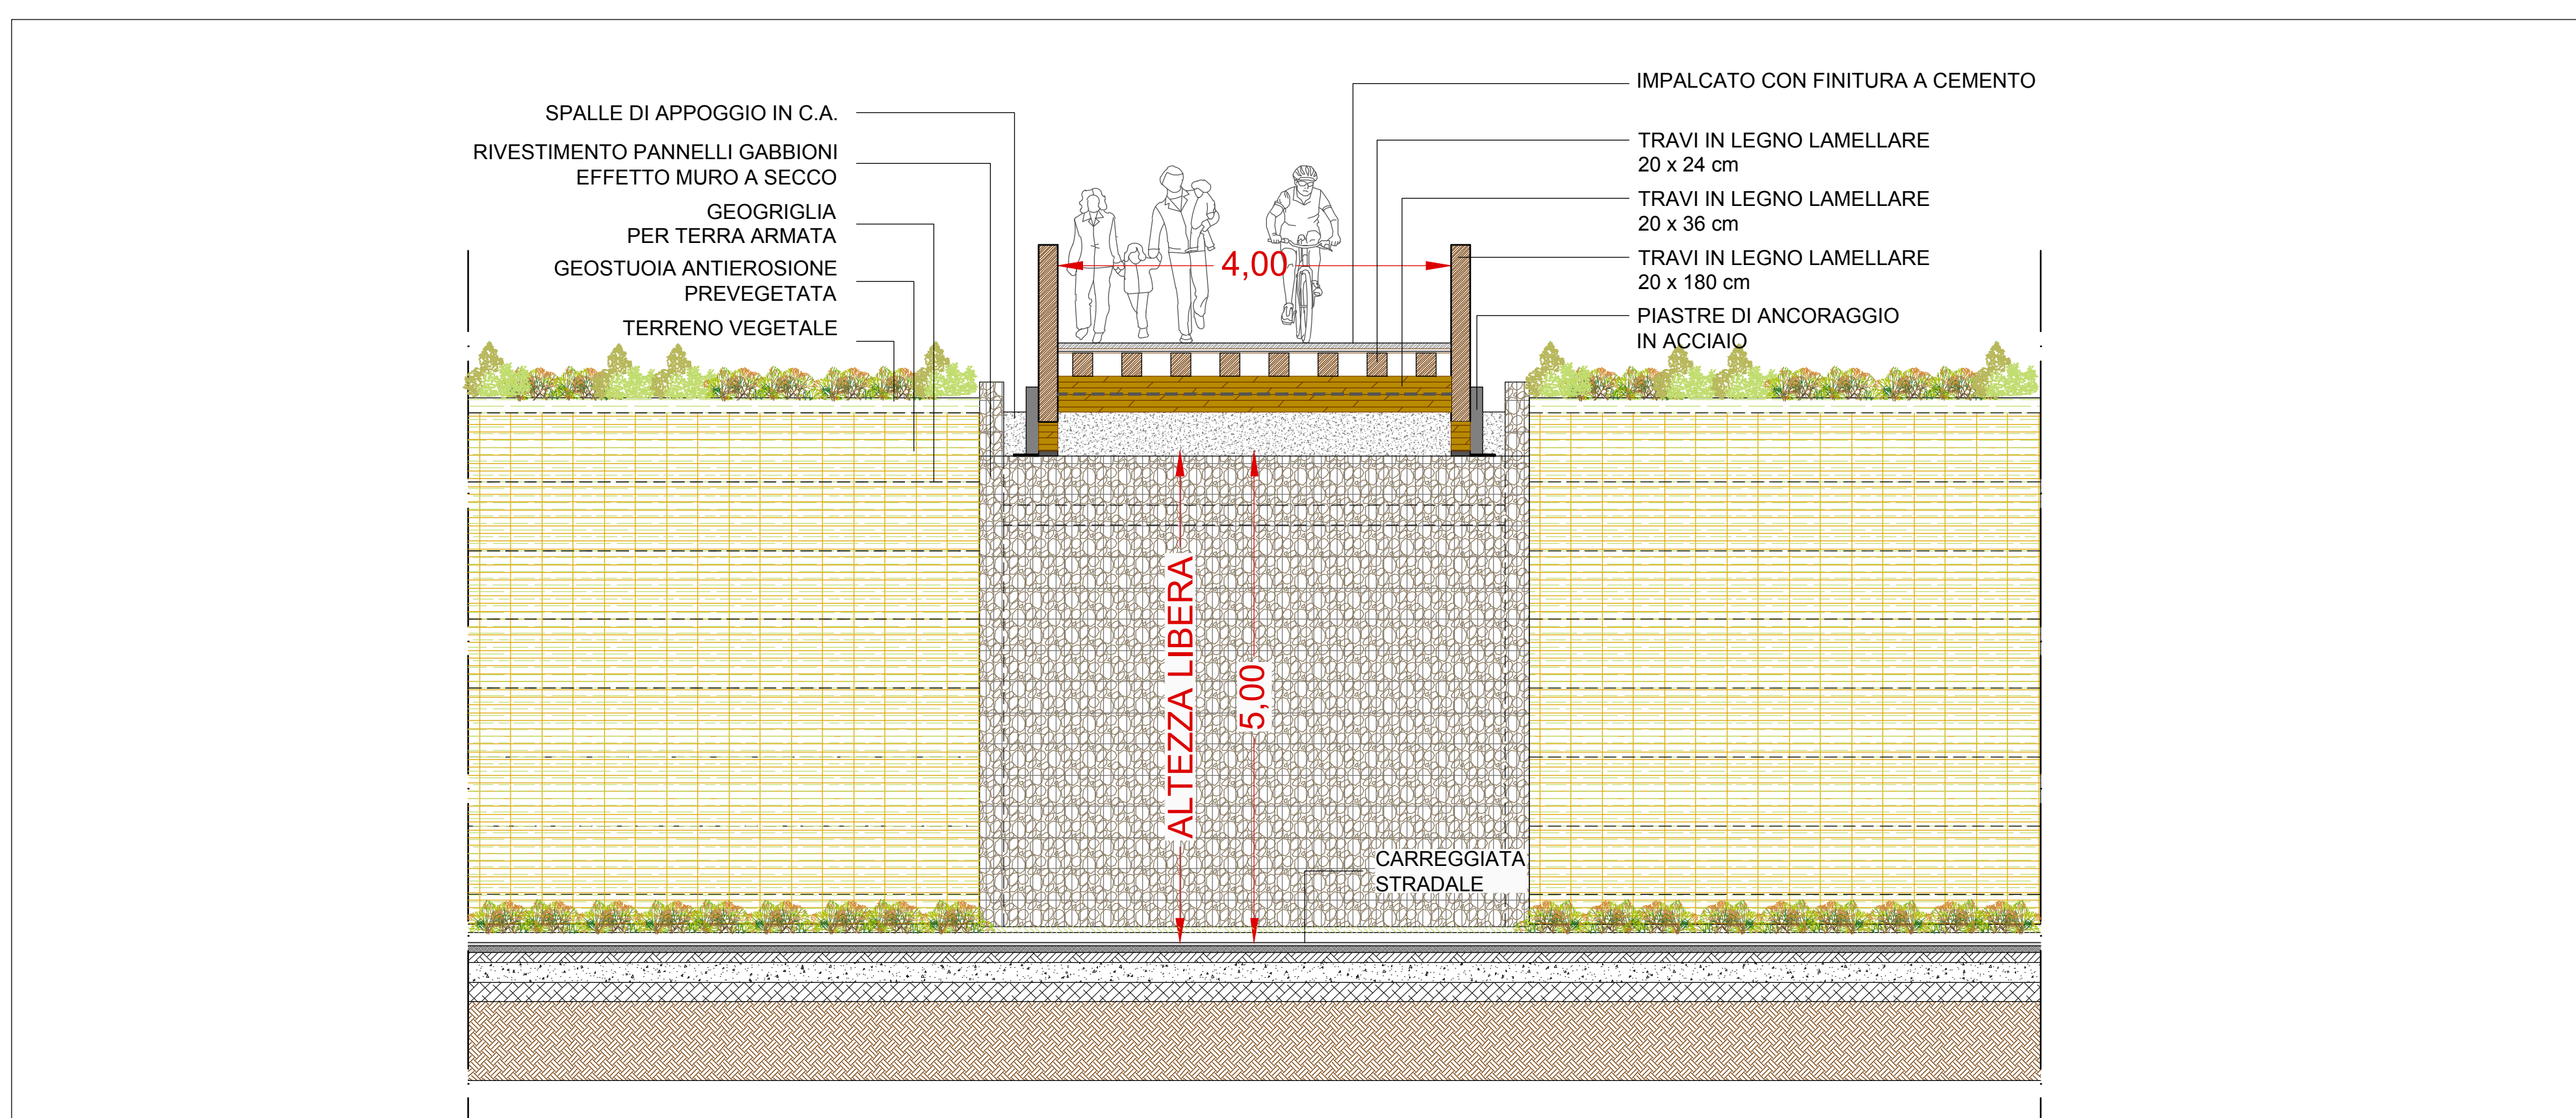 SPALLE DI APPOGGIO IN C.A.
RIVESTIMENTO PANNELLI GABBIONI
EFFETTO MURO A SECCO
GEOGRIGLIA
PER TERRA ARMATA
GEOSTUOIA ANTIEROSIONE
PREVEGETATA
TERRENO VEGETALE
IMPALCATO CON FINITURA A CEMENTO
TRAVI IN LEGNO LAMELLARE
20 x 24 cm
TRAVI IN LEGNO LAMELLARE
20 x 36 cm
TRAVI IN LEGNO LAMELLARE
20 x 180 cm
PIASTRE DI ANCORAGGIO
IN ACCIAIO
4,00
ALTEZZA LIBERA
5,00
CARREGGIATA
STRADALE